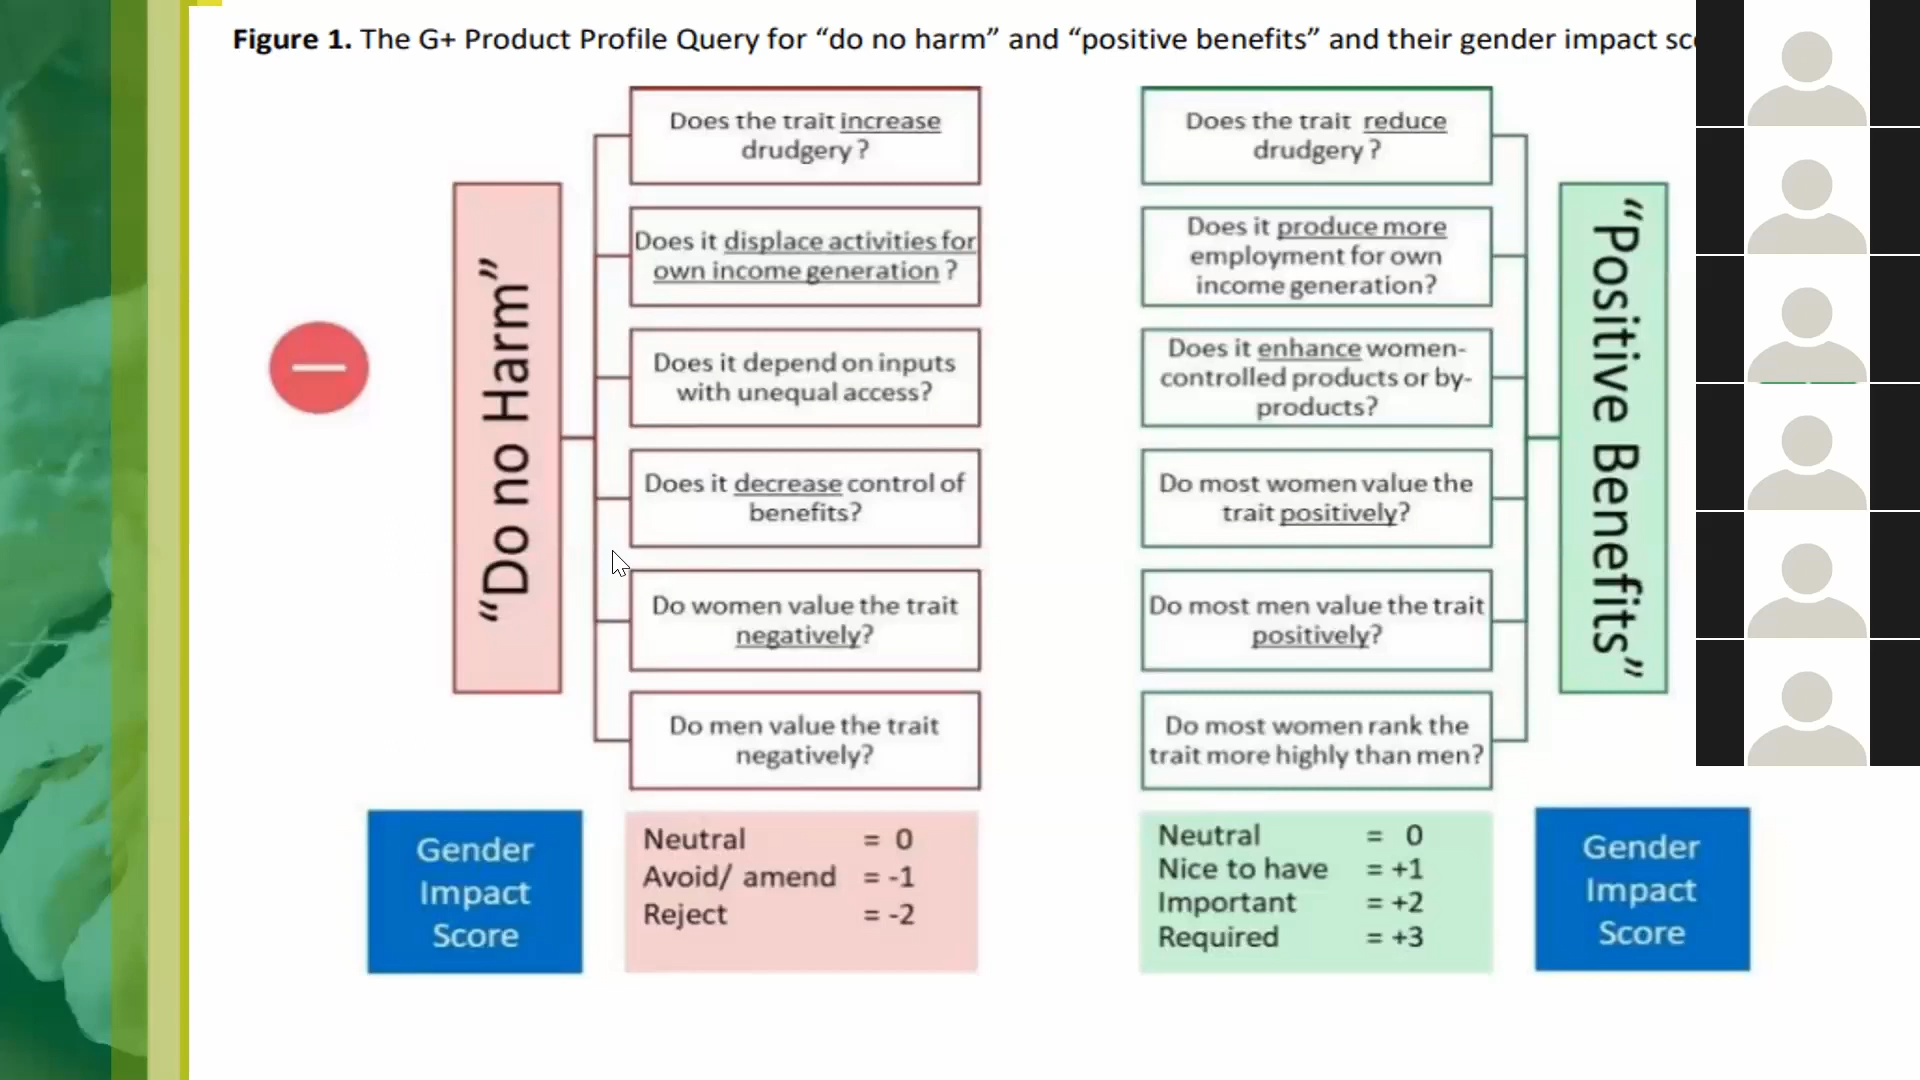 Figure 1. The G+ Product Profile Query for “do no harm” and “positive benefits” and their gender impact
“Do no Harm”
Does the trait increase
drudgery ?
Does it displace activities for
own income generation ?
Does it depend on inputs
with unequal access?
Does it decrease control of
benefits?
Do women value the trait
negatively?
Do men value the trait
negatively?
Does the trait reduce
drudgery ?
Does it produce more
employment for own
income generation?
Does it enhance women-
controlled products or by-
products?
Do most women value the
trait positively?
Do most men value the trait
positively?
Do most women rank the
trait more highly than men?
“Positive Benefits”
Gender
Impact
Score
Neutral = 0
Avoid/ amend = -1
Reject = -2
Neutral = 0
Nice to have = +1
Important = +2
Required = +3
Gender
Impact
Score